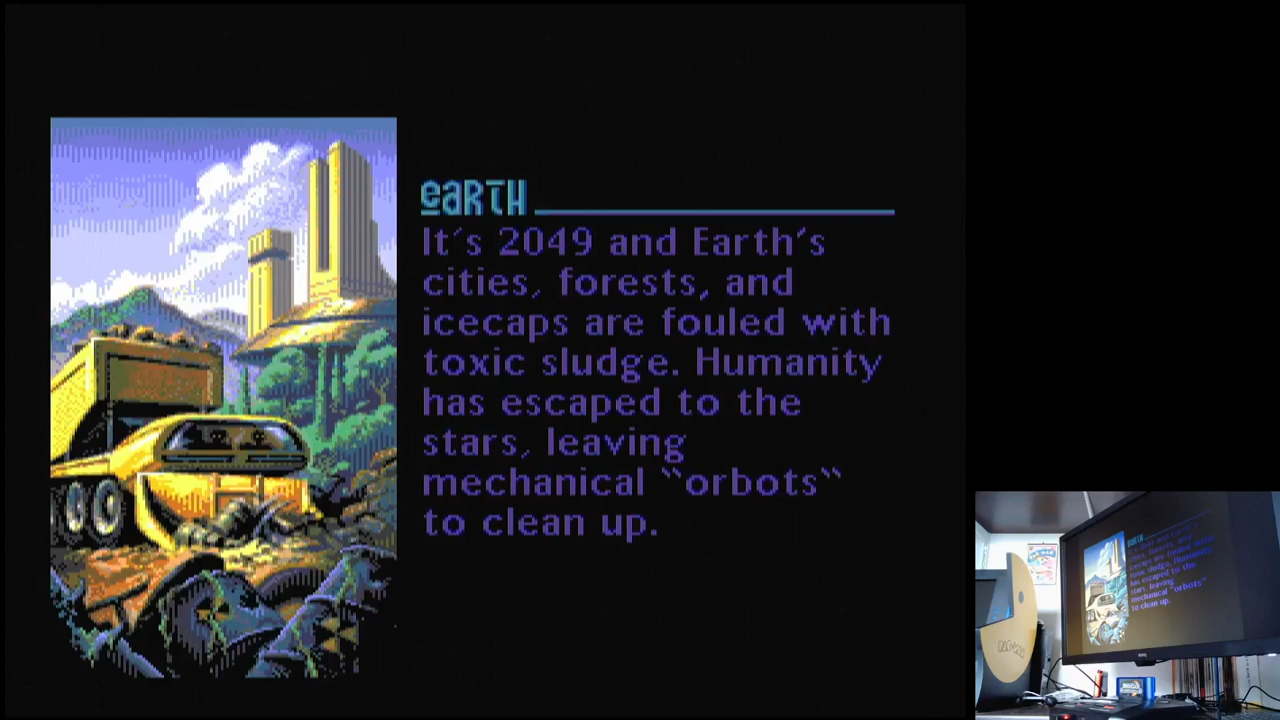 eaRTH
It's 2049 and Earth's
cities, forests, and
icecaps are fouled with
toxic sludge. Humanity
has escaped to the
stars, leaving
mechanical “orbots“
to clean up.